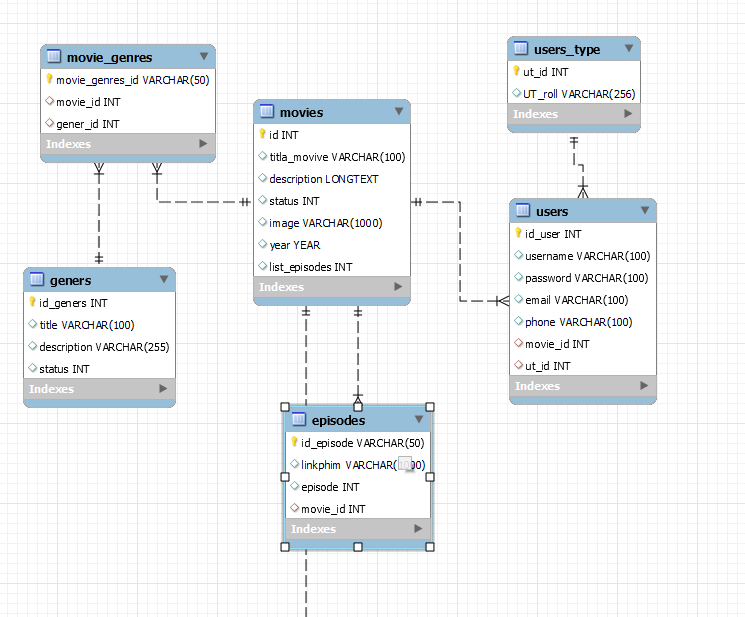 movie_genres
movie_genres_id VARCHAR(50)
movie_id INT
gener_id INT
Indexes
movies
id INT
titla_movive VARCHAR(100)
description LONGTEXT
status INT
image VARCHAR(1000)
year YEAR
list_episodes INT
Indexes
users_type
ut_id INT
UT_roll VARCHAR(256)
Indexes
users
id_user INT
username VARCHAR(100)
password VARCHAR(100)
email VARCHAR(100)
phone VARCHAR(100)
movie_id INT
ut_id INT
Indexes
geners
id_geners INT
title VARCHAR(100)
description VARCHAR(255)
status INT
Indexes
episodes
id_episode VARCHAR(50)
linkphim
episode INT
movie_id INT
Indexes